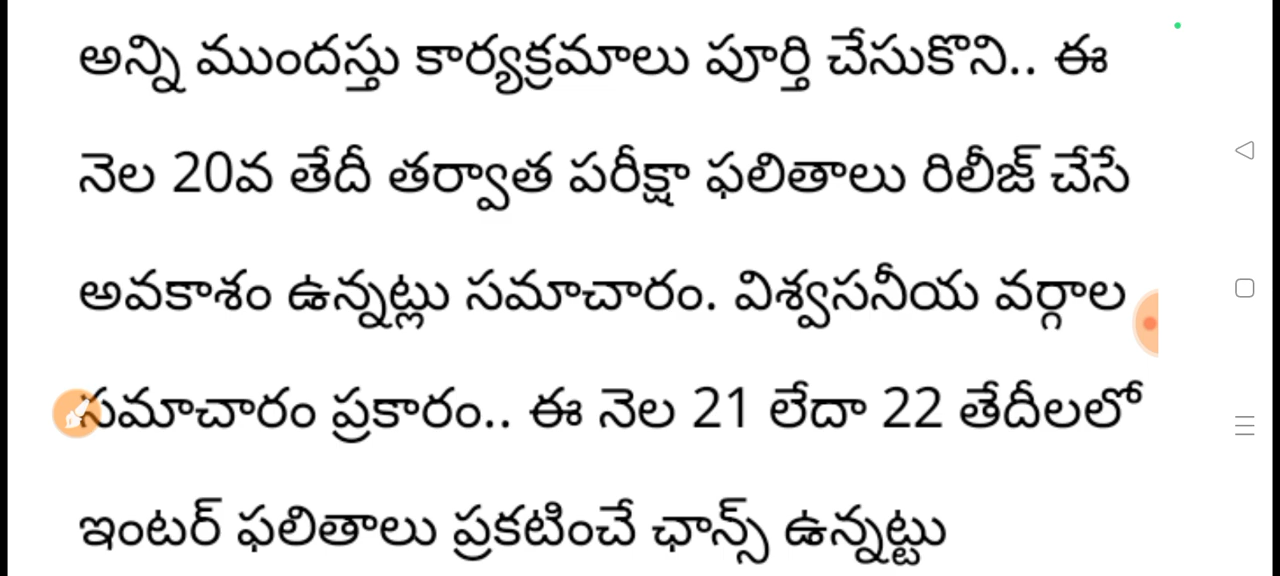 అన్ని ముందస్తు కార్యక్రమాలు పూర్తి చేసుకొని.. ఈ
నెల 20వ తేదీ తర్వాత పరీక్షా ఫలితాలు రిలీజ్ చేసే
అవకాశం ఉన్నట్లు సమాచారం. విశ్వసనీయ వర్గాల
సమాచారం ప్రకారం.. ఈ నెల 21 లేదా 22 తేదీలలో
ఇంటర్ ఫలితాలు ప్రకటించే ఛాన్స్ ఉన్నట్టు